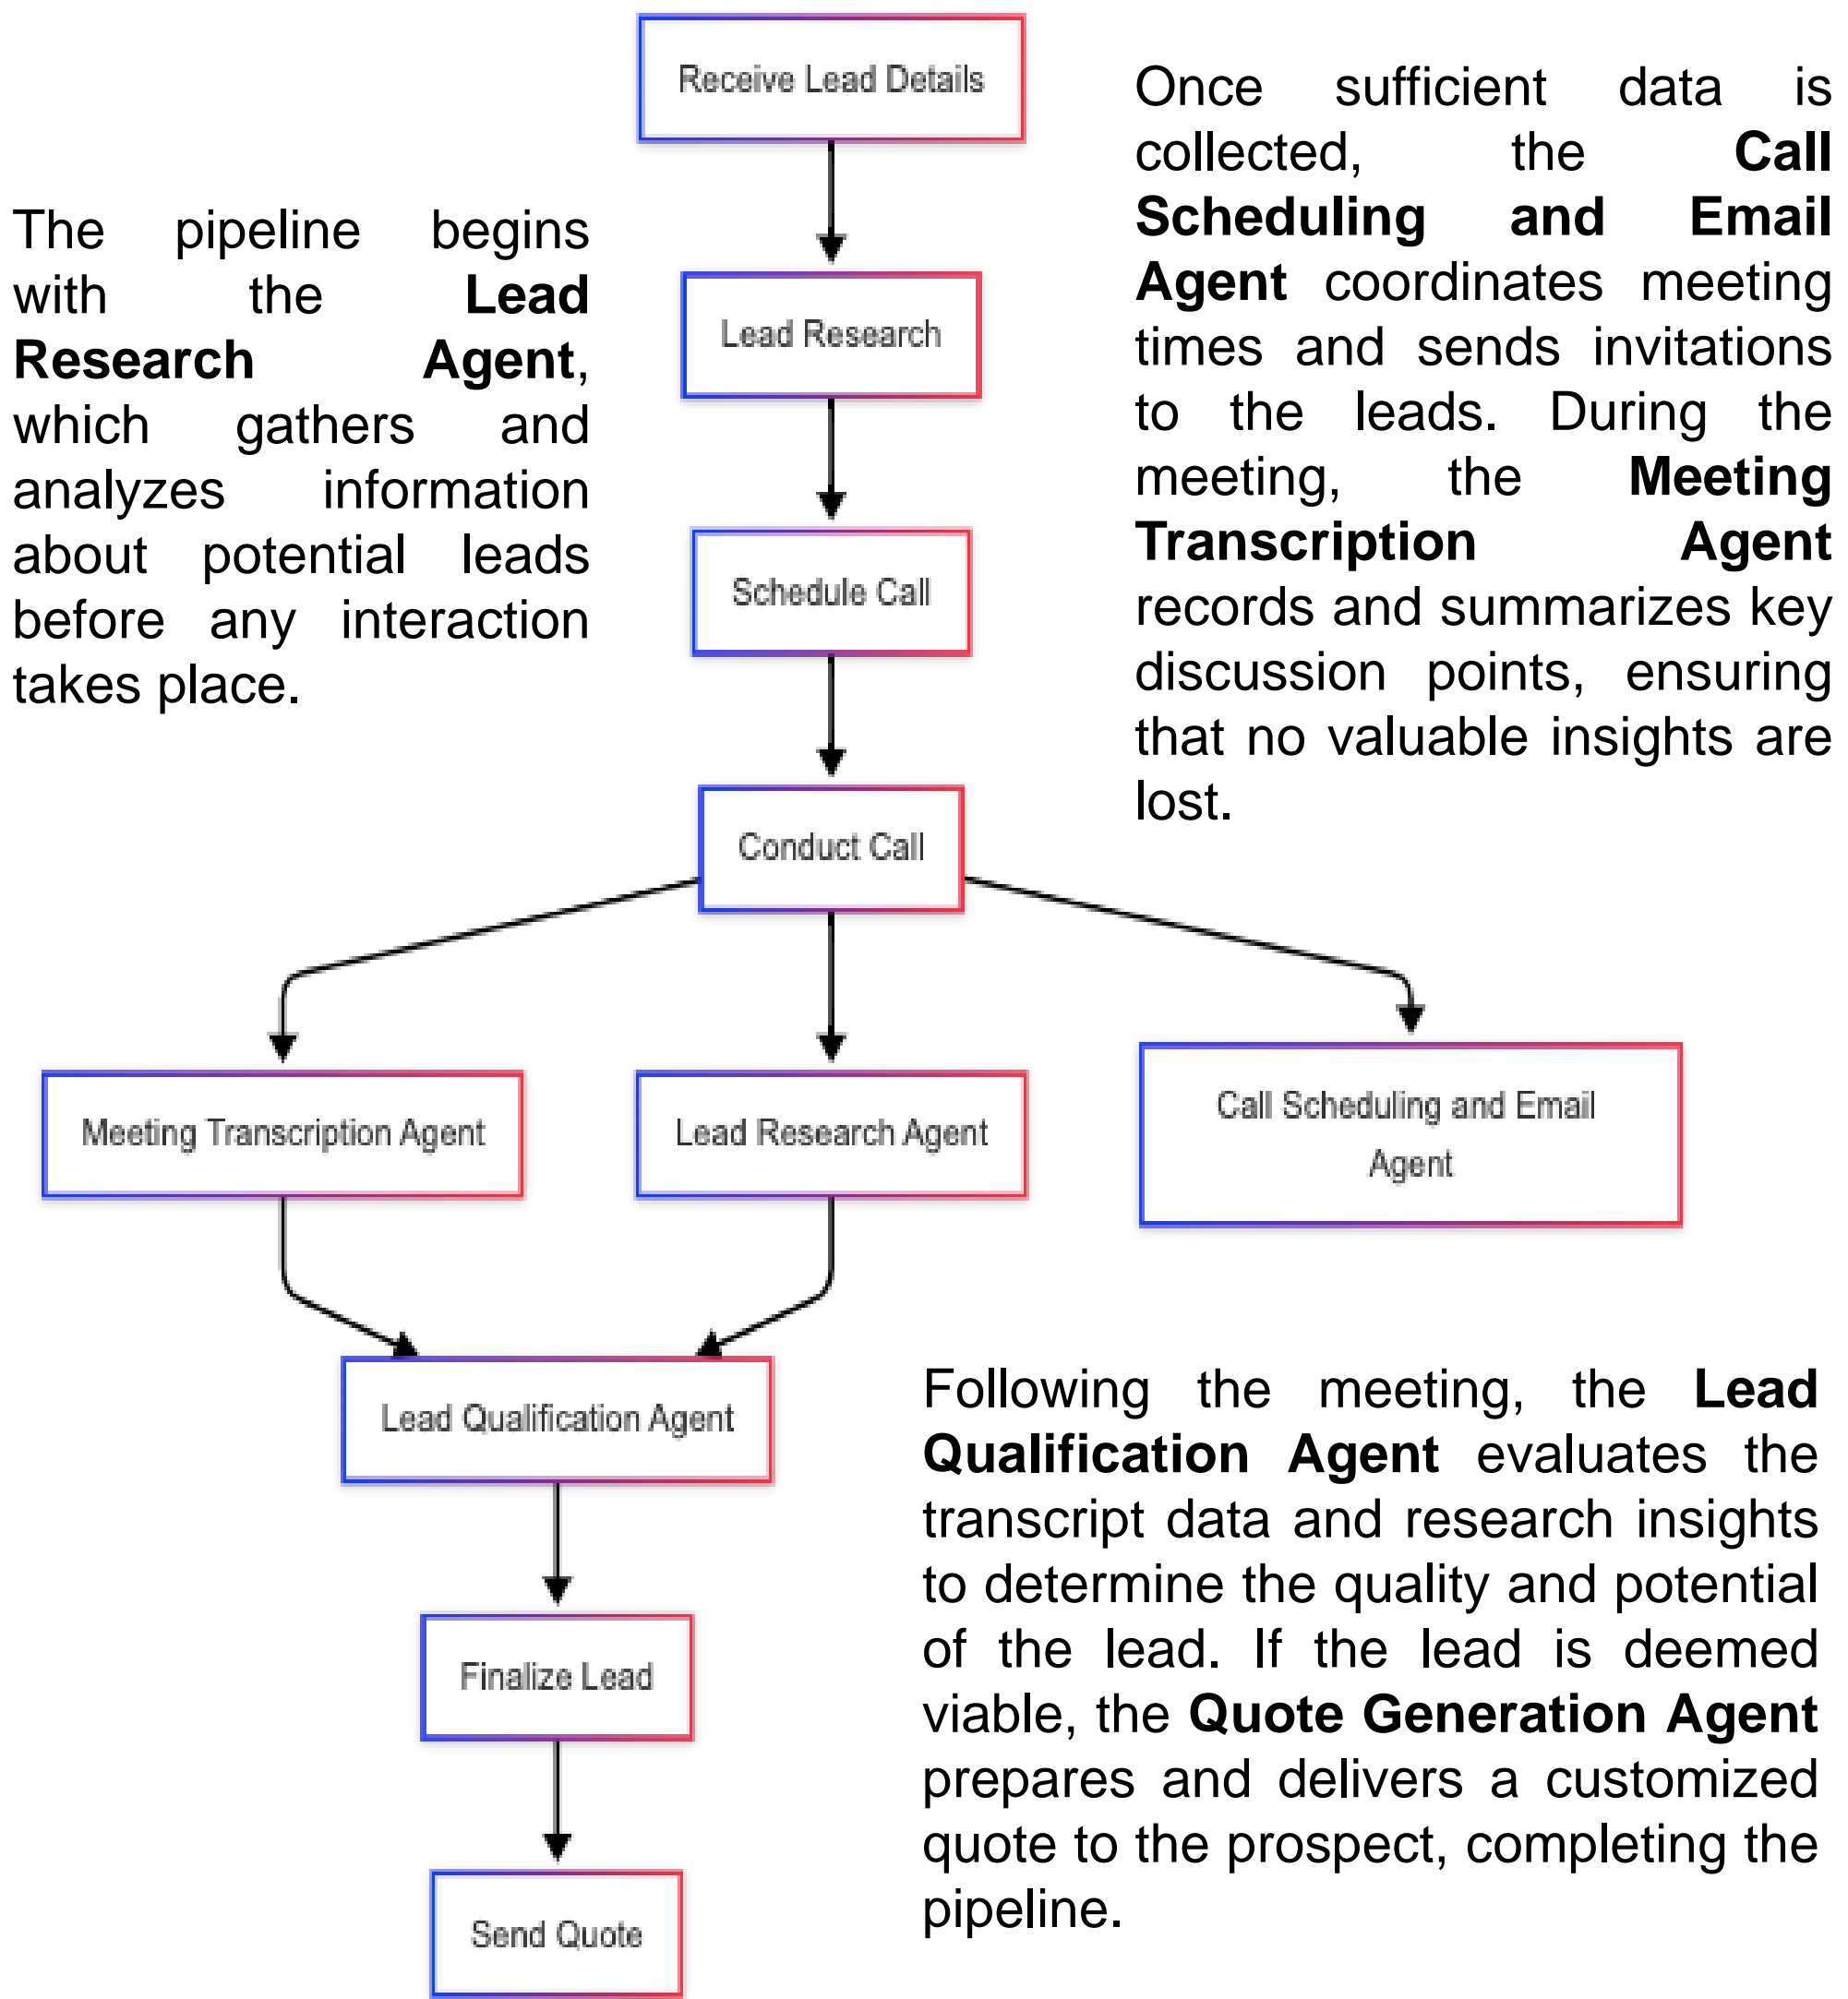 Receive Lead Details
The pipeline begins
with the Lead
Research Agent,
which gathers and
analyzes information
about potential leads
before any interaction
takes place.
Once sufficient data is
collected, the Call
Scheduling and Email
Agent coordinates meeting
times and sends invitations
to the leads. During the
meeting, the Meeting
Transcription Agent
records and summarizes key
discussion points, ensuring
that no valuable insights are
lost.
Lead Research
Schedule Call
Conduct Call
Meeting Transcription Agent
Lead Research Agent
Call Scheduling and Email
Agent
Lead Qualification Agent
Finalize Lead
Send Quote
Following the meeting, the Lead
Qualification Agent evaluates the
transcript data and research insights
to determine the quality and potential
of the lead. If the lead is deemed
viable, the Quote Generation Agent
prepares and delivers a customized
quote to the prospect, completing the
pipeline.